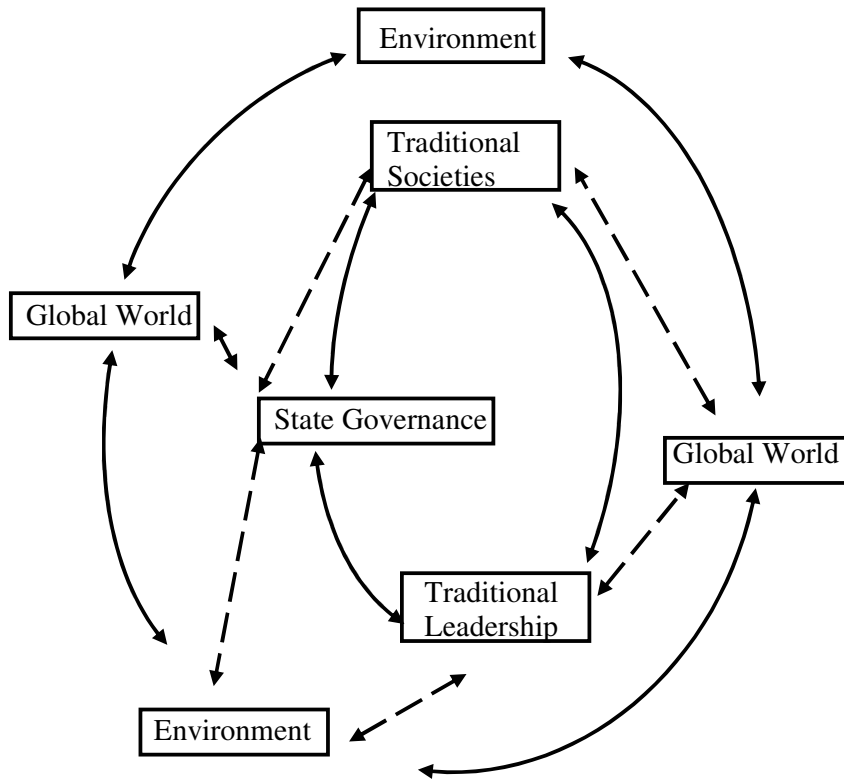 Environment
Traditional
Societies
Global World
State Governance
Global World
Traditional
Leadership
Environment